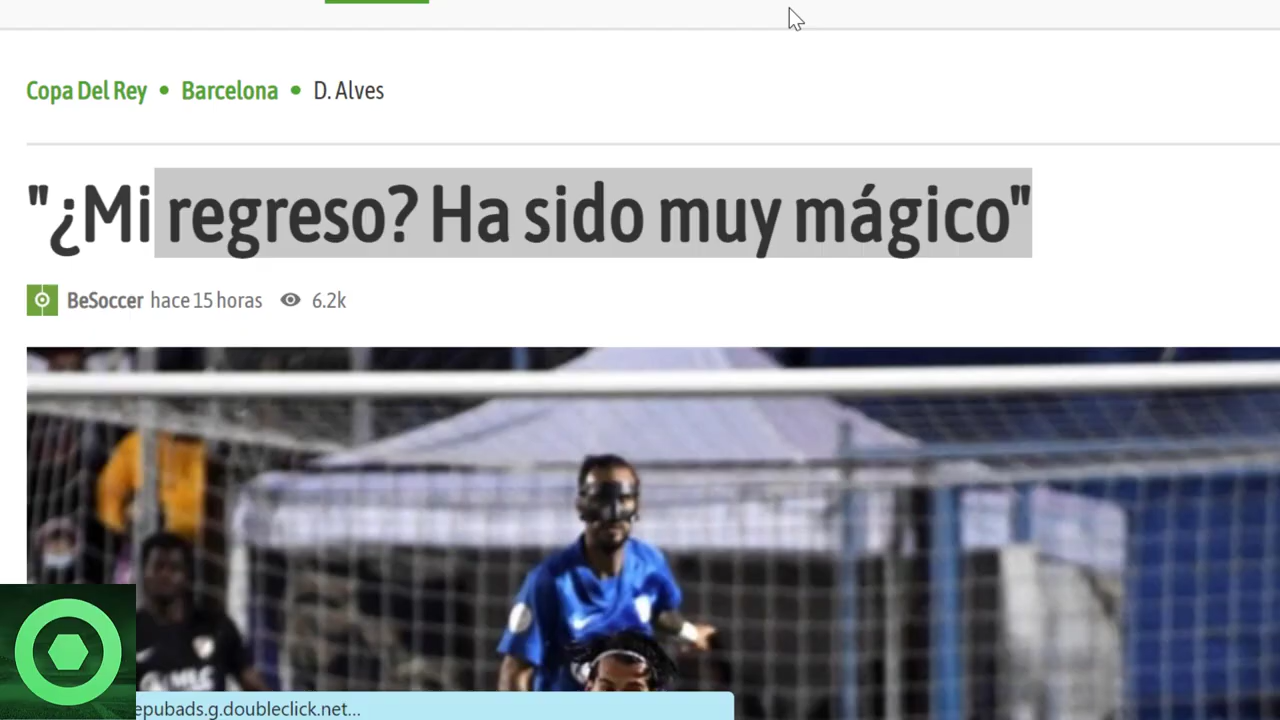 Copa Del Rey • Barcelona • D. Alves
"¿Mi regreso? Ha sido muy mágico"
BeSoccer hace 15 horas 6.2k
epubads.g.doubleclick.net...